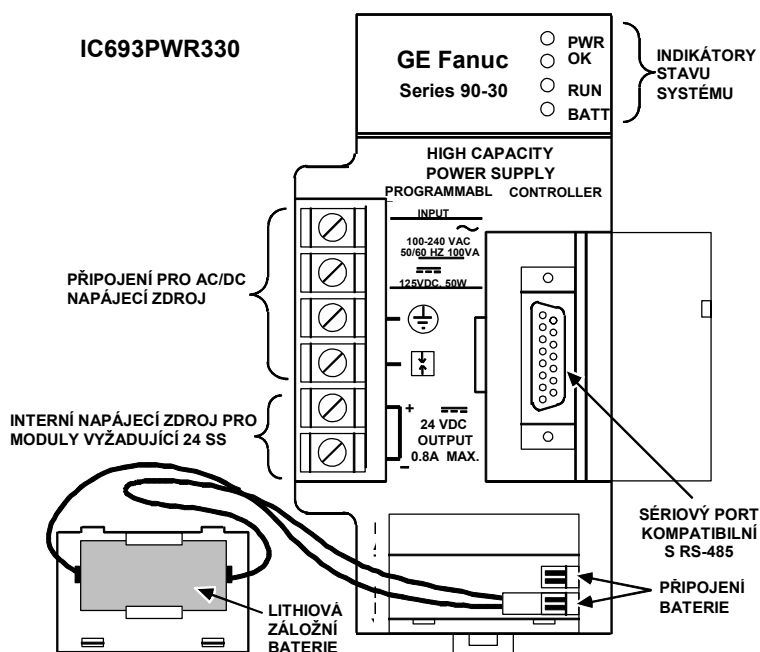 IC693PWR330
GE Fanuc
Series 90-30
PWR
OK
RUN
BATT
INDIKÁTORY
STAVU
SYSTÉMU
HIGH CAPACITY
POWER SUPPLY
PROGRAMMABL CONTROLLER
INPUT
100-240 VAC
50/60 HZ 100VA
125VDC, 50W
PŘIPOJENÍ PRO AC/DC
NAPÁJECÍ ZDROJ
INTERNÍ NAPÁJECÍ ZDROJ PRO
MODULY VYŽADUJÍCÍ 24 SS
+
24 VDC
OUTPUT
0.8A MAX.
–
SÉRIOVÝ PORT
KOMPATIBILNÍ
S RS-485
PŘIPOJENÍ
BATERIE
LITHIOVÁ
ZÁLOŽNÍ
BATERIE